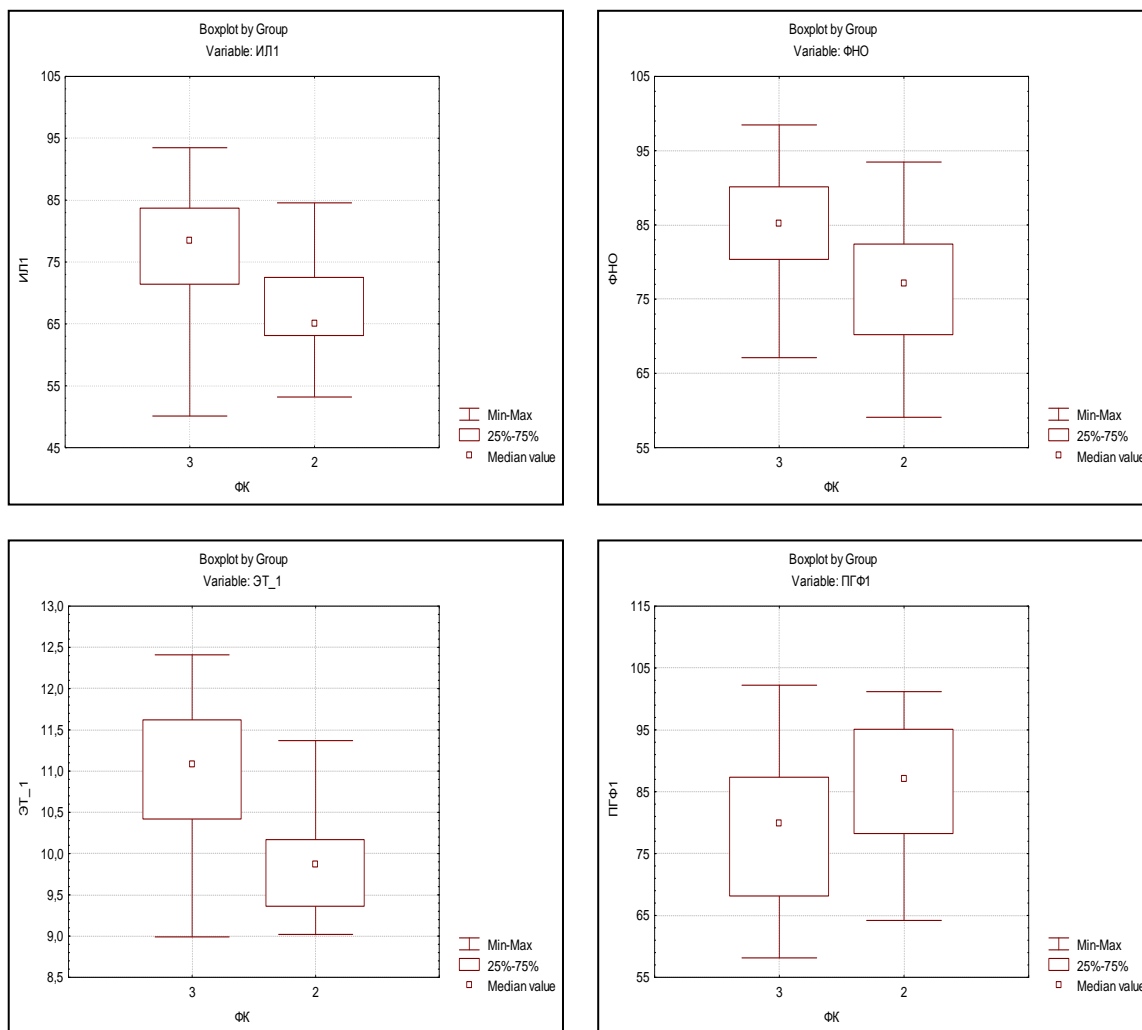 Boxplot by Group
Variable: ИЛ1
105
95
85
75
65
55
45
ИЛ1
3 2
ФК
Min-Max
25%-75%
Median value
Boxplot by Group
Variable: ФНО
105
95
85
75
65
55
ФНО
3 2
ФК
Min-Max
25%-75%
Median value
Boxplot by Group
Variable: ЭТ_1
13,0
12,5
12,0
11,5
11,0
10,5
10,0
9,5
9,0
8,5
ЭТ_1
3 2
ФК
Min-Max
25%-75%
Median value
Boxplot by Group
Variable: ПГФ1
115
105
95
85
75
65
55
ПГФ1
3 2
ФК
Min-Max
25%-75%
Median value